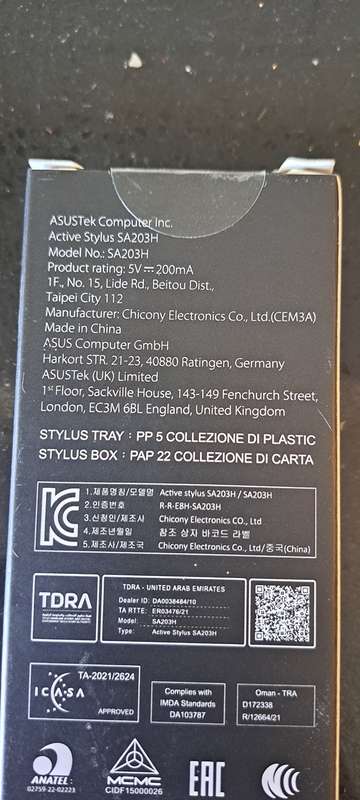 ASUSTek Computer Inc.
Active Stylus SA203H
Model No.: SA203H
Product rating: 5V⎓200mA
1F., No. 15, Lide Rd., Beitou Dist.,
Taipei City 112
Manufacturer: Chicony Electronics Co., Ltd.(CEM3A)
Made in China
ASUS Computer GmbH
Harkort STR. 21-23, 40880 Ratingen, Germany
ASUSTek (UK) Limited
1st Floor, Sackville House, 143-149 Fenchurch Street,
London, EC3M 6BL England, United Kingdom
STYLUS TRAY : PP 5 COLLEZIONE DI PLASTIC
STYLUS BOX : PAP 22 COLLEZIONE DI CARTA
1.제품명칭/모델명 Active stylus SA203H / SA203H
2.인증번호 R-R-EBH-SA203H
3.신청인/제조사 Chicony Electronics CO., Ltd
4.제조년월일 참조 상자 바코드 라벨
5.제조사/제조국 Chicony Electronics CO., Ltd/중국(China)
TDRA
TDRA - UNITED ARAB EMIRATES
Dealer ID: DA0038484/10
TA RTTE: ER03476/21
Model: SA203H
Type: Active Stylus SA203H
ICASA
TA-2021/2624
APPROVED
Complies with
IMDA Standards
DA103787
Oman - TRA
D172338
R/12664/21
ANATEL:
02759-22-02223
MCMC
CIDF15000026
EAC